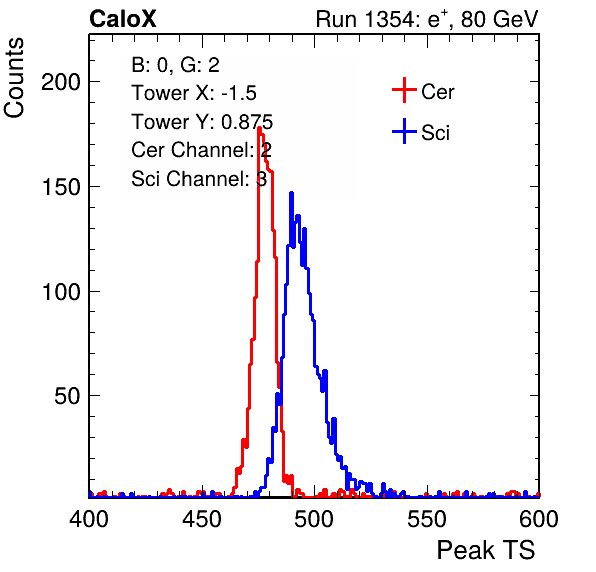 CaloX Run 1354: e⁺, 80 GeV
Counts
B: 0, G: 2
Tower X: -1.5
Tower Y: 0.875
Cer Channel: 2
Sci Channel: 3
Cer
Sci
200
150
100
50
400 450 500 550 600
Peak TS